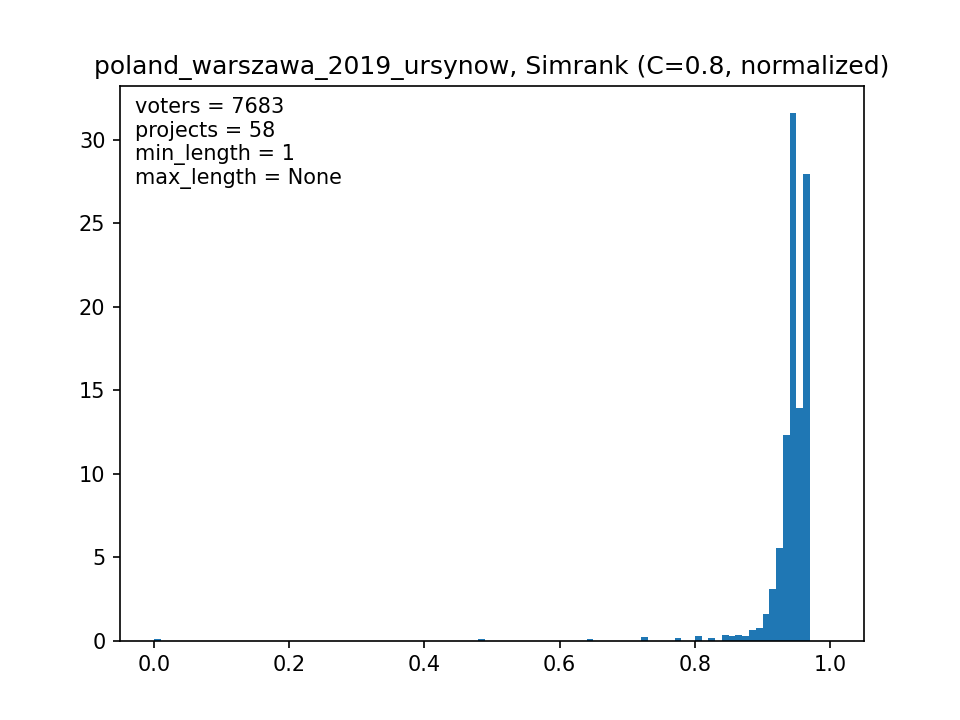 poland_warszawa_2019_ursynow, Simrank (C=0.8, normalized)
voters = 7683
projects = 58
min_length = 1
max_length = None
30
25
20
15
10
5
0
0.0 0.2 0.4 0.6 0.8 1.0